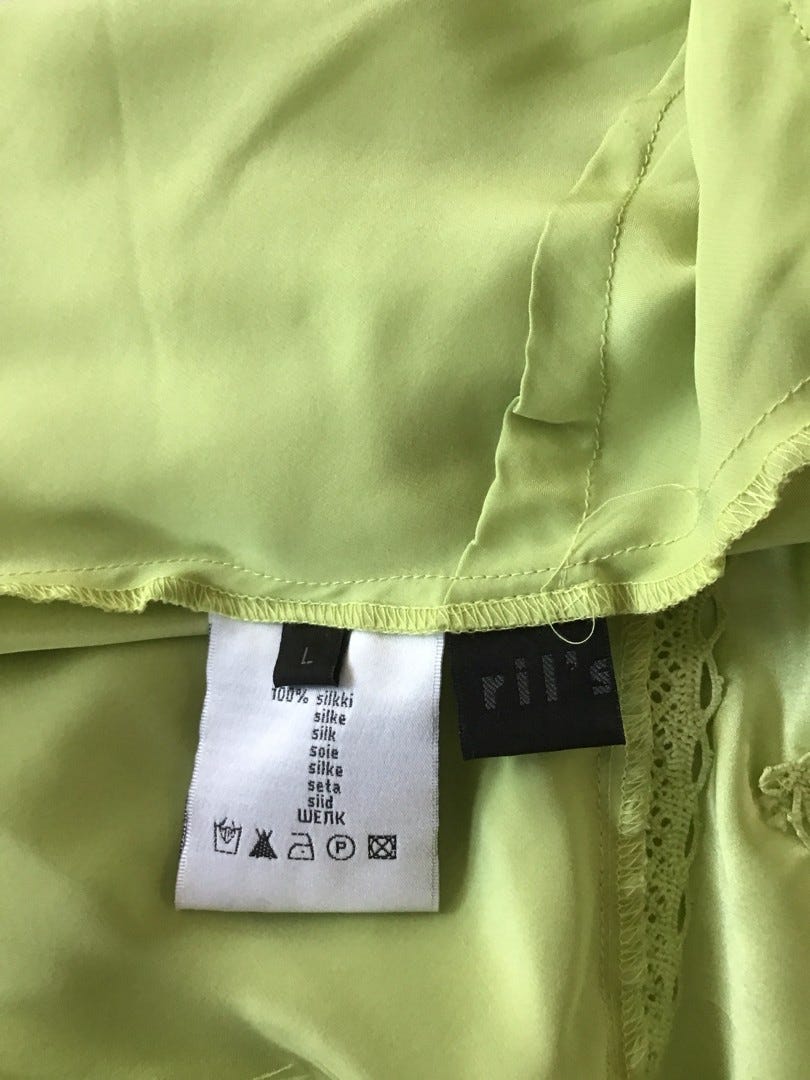 L
ril's
100% silkki
silke
silk
soie
silke
seta
siid
ШЕЛК
P